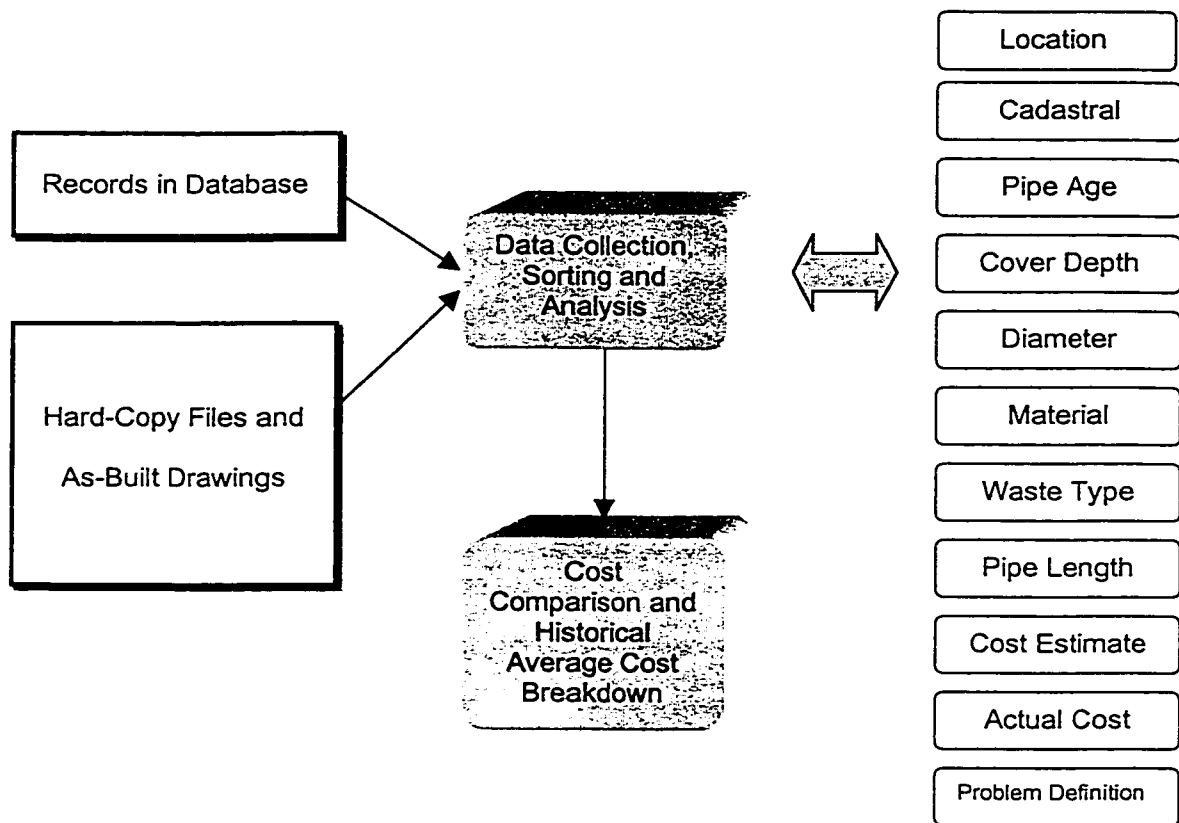 Records in Database
Hard-Copy Files and
As-Built Drawings
Data Collection,
Sorting and
Analysis
Cost
Comparison and
Historical
Average Cost
Breakdown
Location
Cadastral
Pipe Age
Cover Depth
Diameter
Material
Waste Type
Pipe Length
Cost Estimate
Actual Cost
Problem Definition